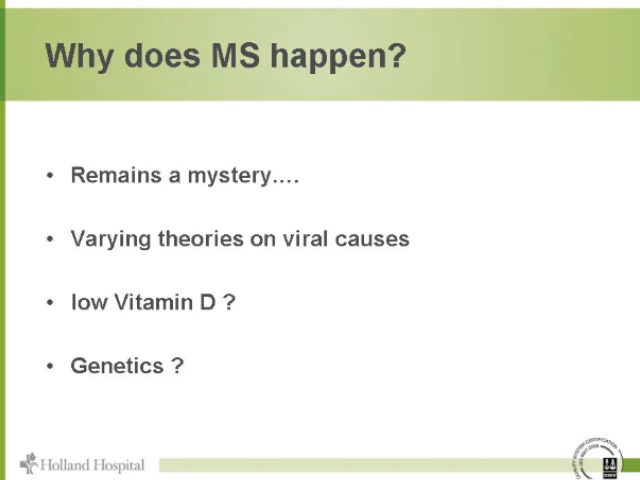 Why does MS happen?
• Remains a mystery….
• Varying theories on viral causes
• low Vitamin D ?
• Genetics ?
Holland Hospital